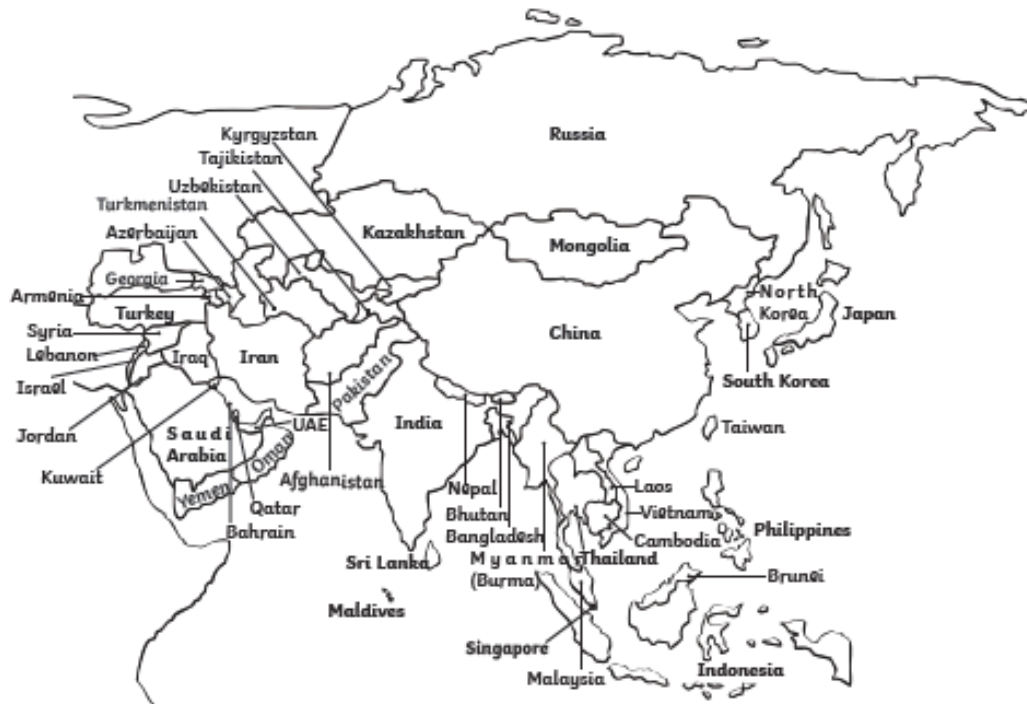 Kyrgyzstan
Russia
Tajikistan
Uzbekistan
Turkmenistan
Azerbaijan
Kazakhstan
Mongolia
Georgia
Armenia
Turkey
North
Korea
Japan
Syria
Lebanon
Iraq
Iran
China
Israel
Pakistan
South Korea
Jordan
Saudi
Arabia
UAE
India
Taiwan
Kuwait
Oman
Afghanistan
Yemen
Nepal
Laos
Qatar
Bhutan
Vietnam
Philippines
Bahrain
Bangladesh
Cambodia
Sri Lanka
Myanmar
(Burma)
Thailand
Brunei
Maldives
Singapore
Malaysia
Indonesia